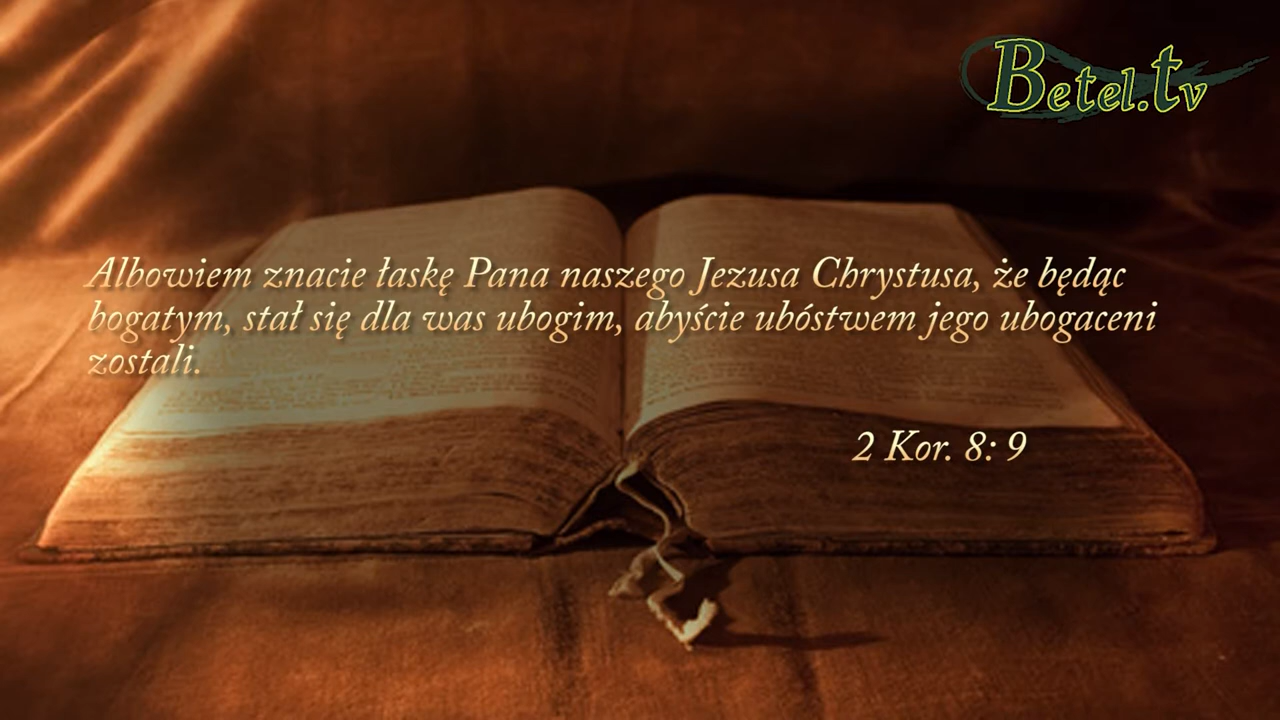 Betel.tv
Albowiem znacie łaskę Pana naszego Jezusa Chrystusa, że będąc
bogatym, stał się dla was ubogim, abyście ubóstwem jego ubogaceni
zostali.
2 Kor. 8: 9